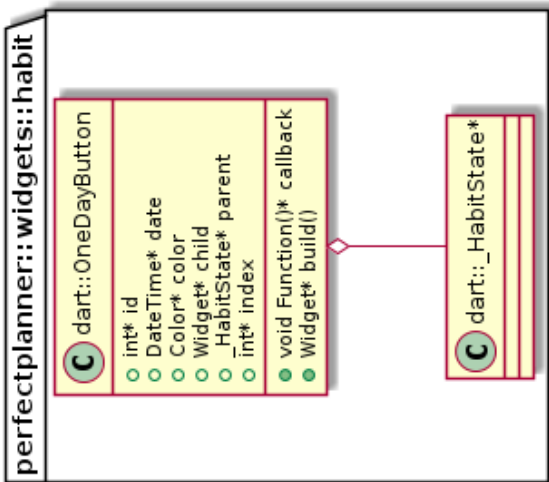 perfectplanner::widgets::habit
C dart::OneDayButton
int* id
DateTime* date
Color* color
Widget* child
_HabitState* parent
int* index
void Function()* callback
Widget* build()
C dart::_HabitState*